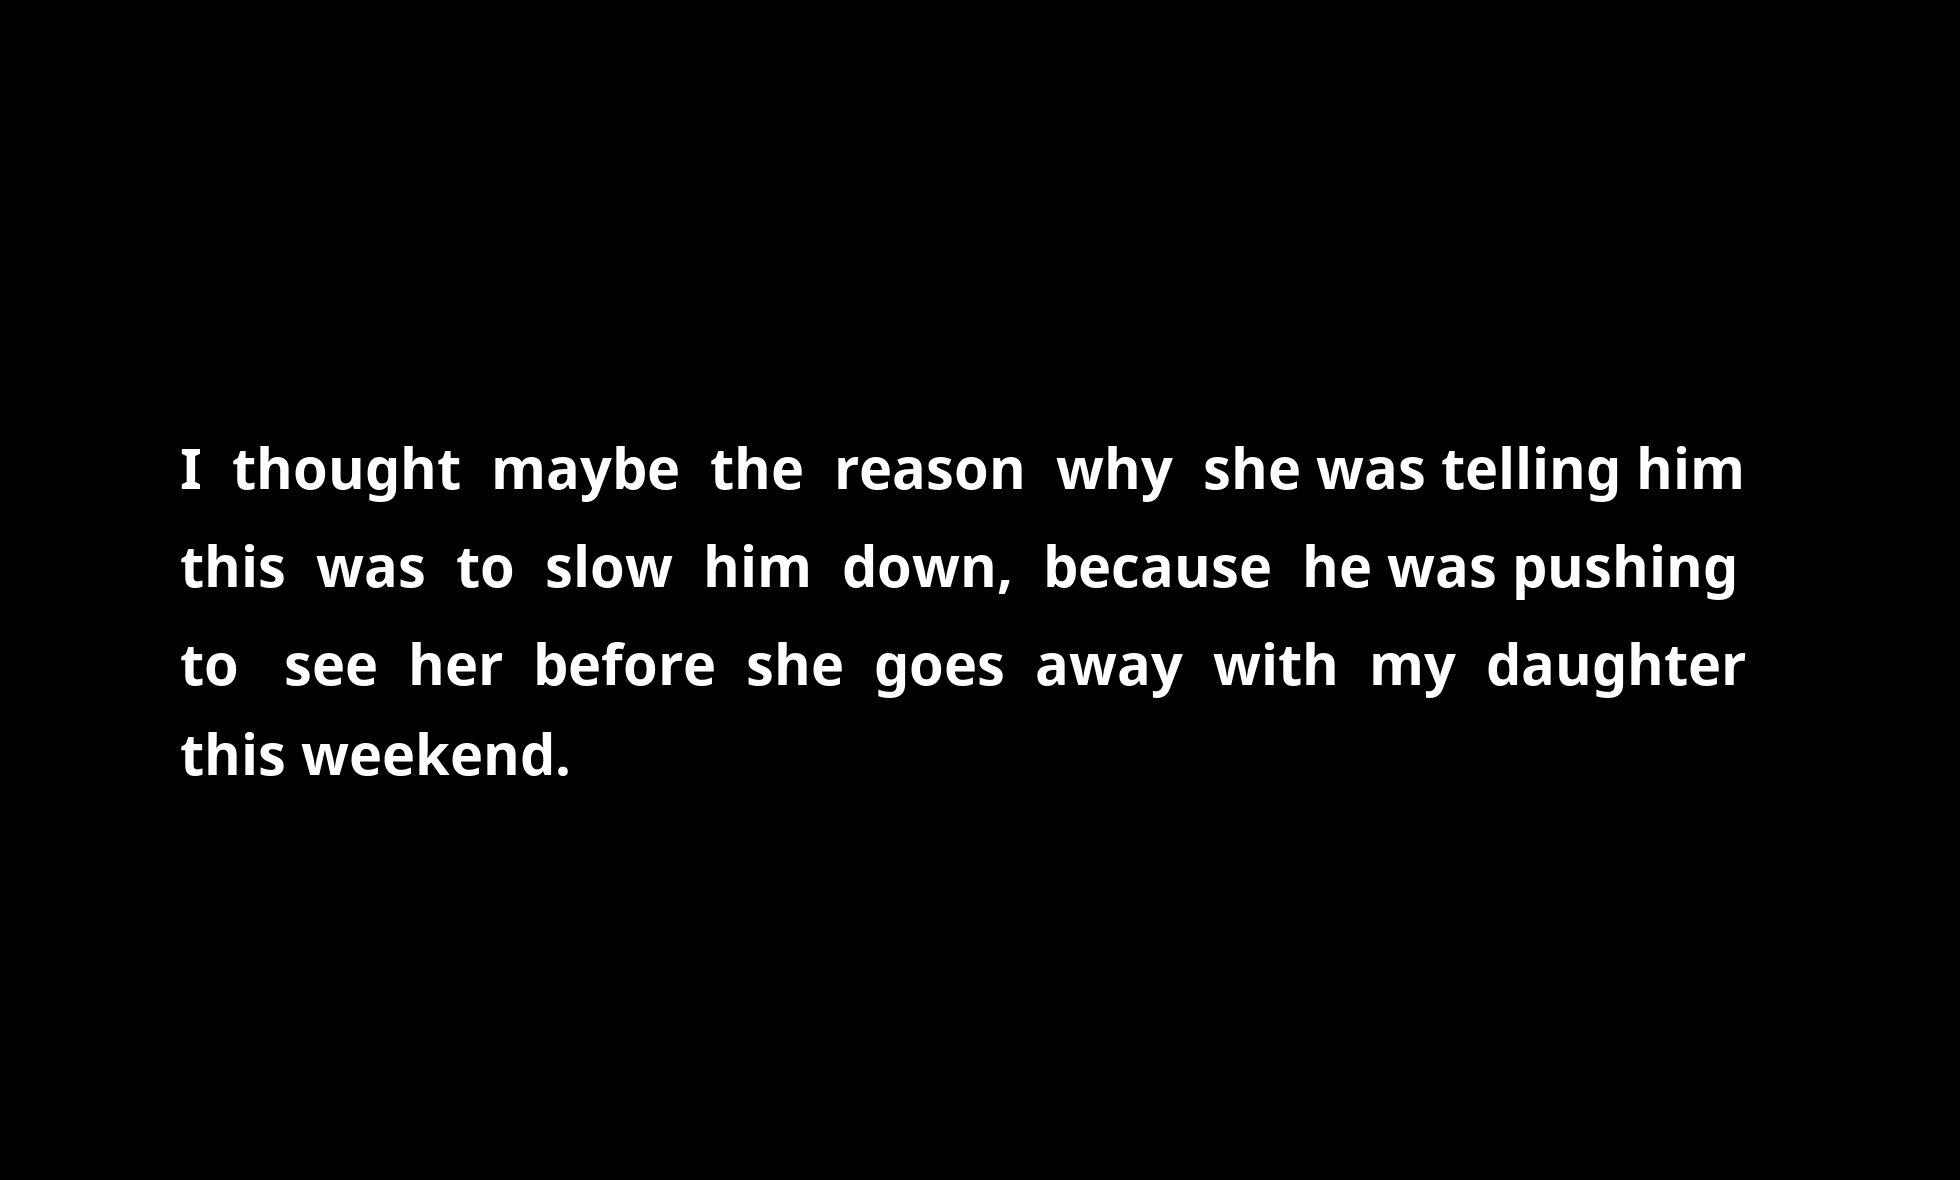 I thought maybe the reason why she was telling him
this was to slow him down, because he was pushing
to see her before she goes away with my daughter
this weekend.